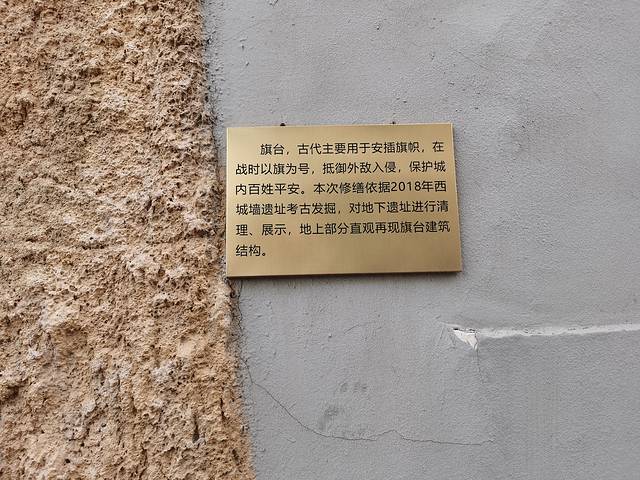 旗台，古代主要用于安插旗帜，在
战时以旗为号，抵御外敌入侵，保护城
内百姓平安。本次修缮依据2018年西
城墙遗址考古发掘，对地下遗址进行清
理、展示，地上部分直观再现旗台建筑
结构。